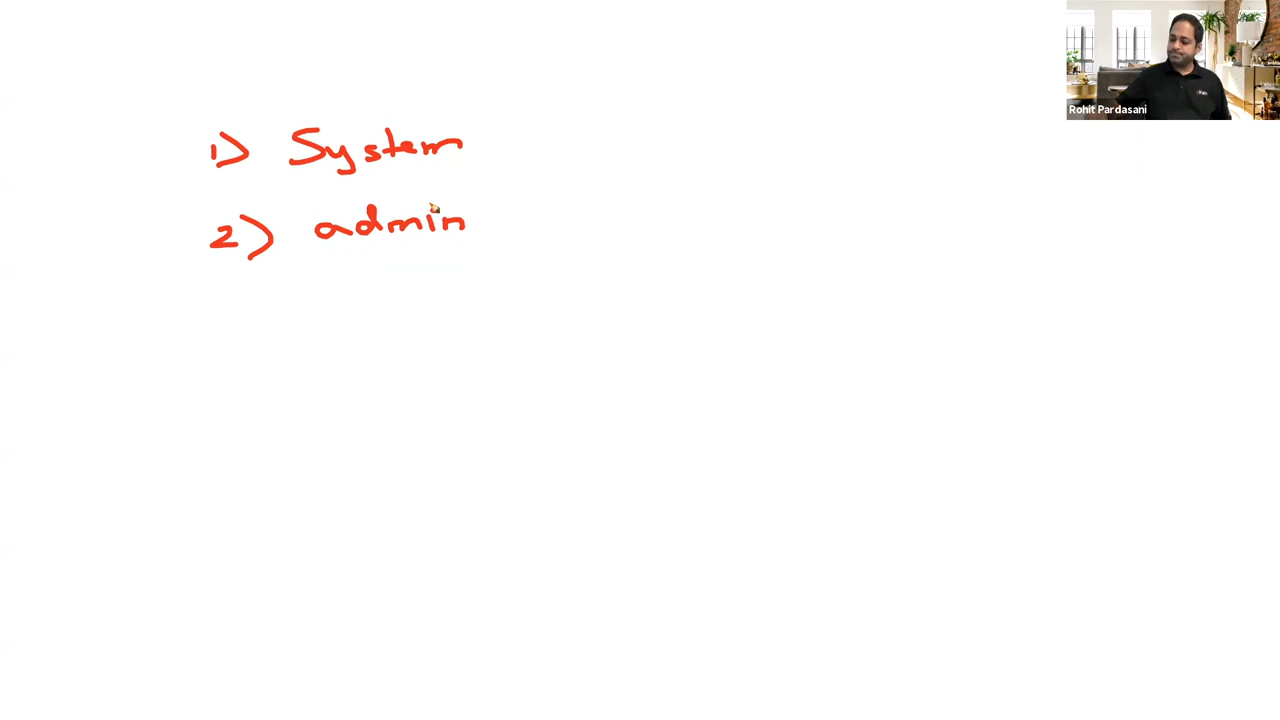 1) System
2) admin
Rohit Pardasani